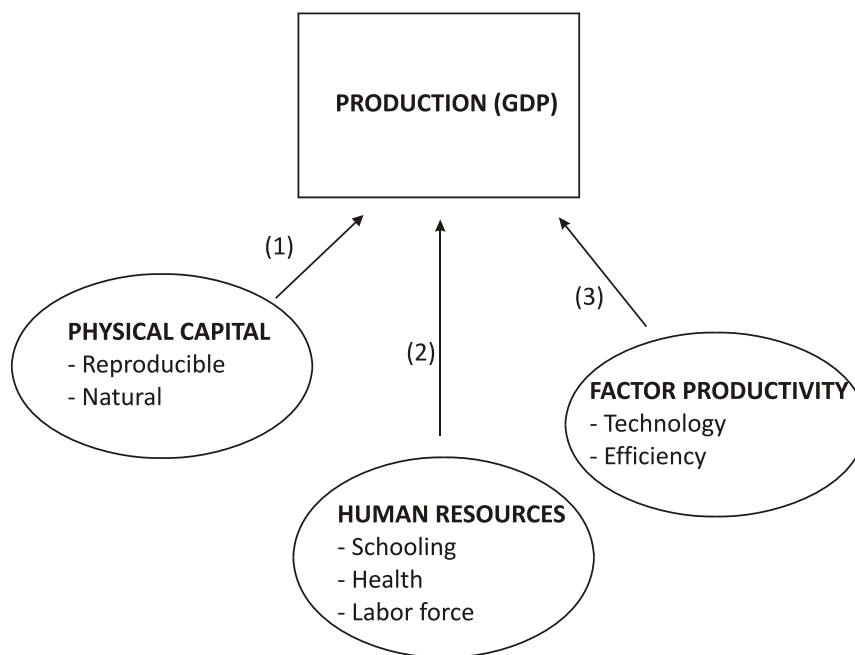 PRODUCTION (GDP)
(1)
(2)
(3)
PHYSICAL CAPITAL
- Reproducible
- Natural
HUMAN RESOURCES
- Schooling
- Health
- Labor force
FACTOR PRODUCTIVITY
- Technology
- Efficiency